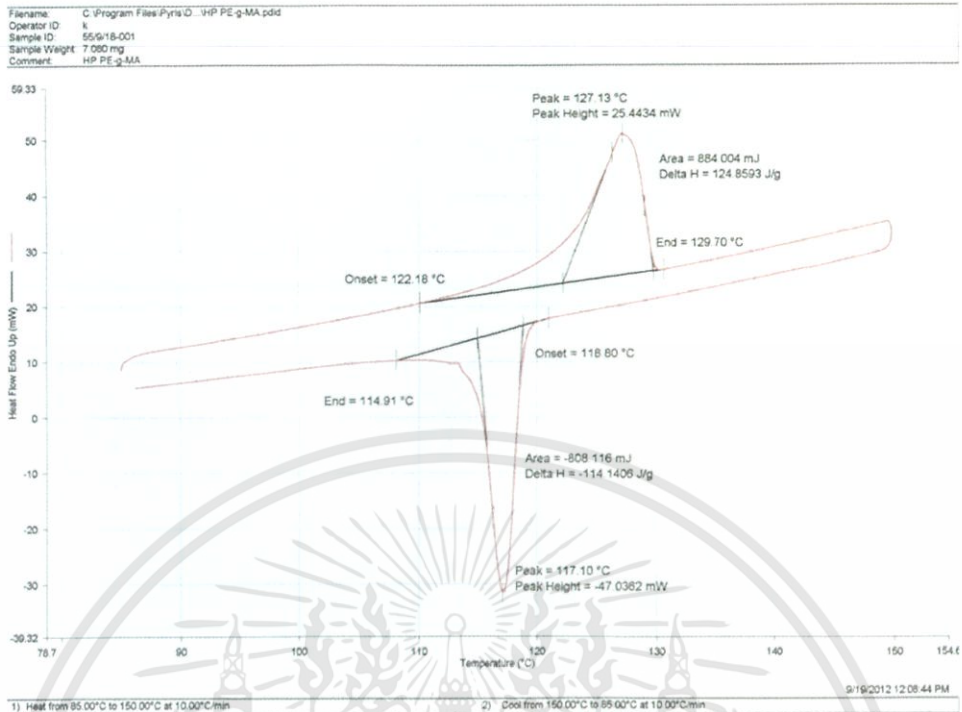 Filename: C:\Program Files\Pyris\D...\HP PE-g-MA.pdid
Operator ID: k
Sample ID: 55/9/18-001
Sample Weight: 7.080 mg
Comment: HP PE-g-MA
59.33
Peak = 127.13 °C
Peak Height = 25.4434 mW
50
Area = 884.004 mJ
Delta H = 124.8593 J/g
40
End = 129.70 °C
30
Onset = 122.18 °C
20
Heat Flow Endo Up (mW)
Onset = 118.80 °C
10
End = 114.91 °C
0
Area = -808.116 mJ
Delta H = -114.1406 J/g
-10
-20
Peak = 117.10 °C
Peak Height = -47.0362 mW
-30
-39.32
78.7 90 100 110 120 130 140 150 154.6
Temperature (°C)
9/19/2012 12:08:44 PM
1) Heat from 85.00°C to 150.00°C at 10.00°C/min 2) Cool from 150.00°C to 85.00°C at 10.00°C/min